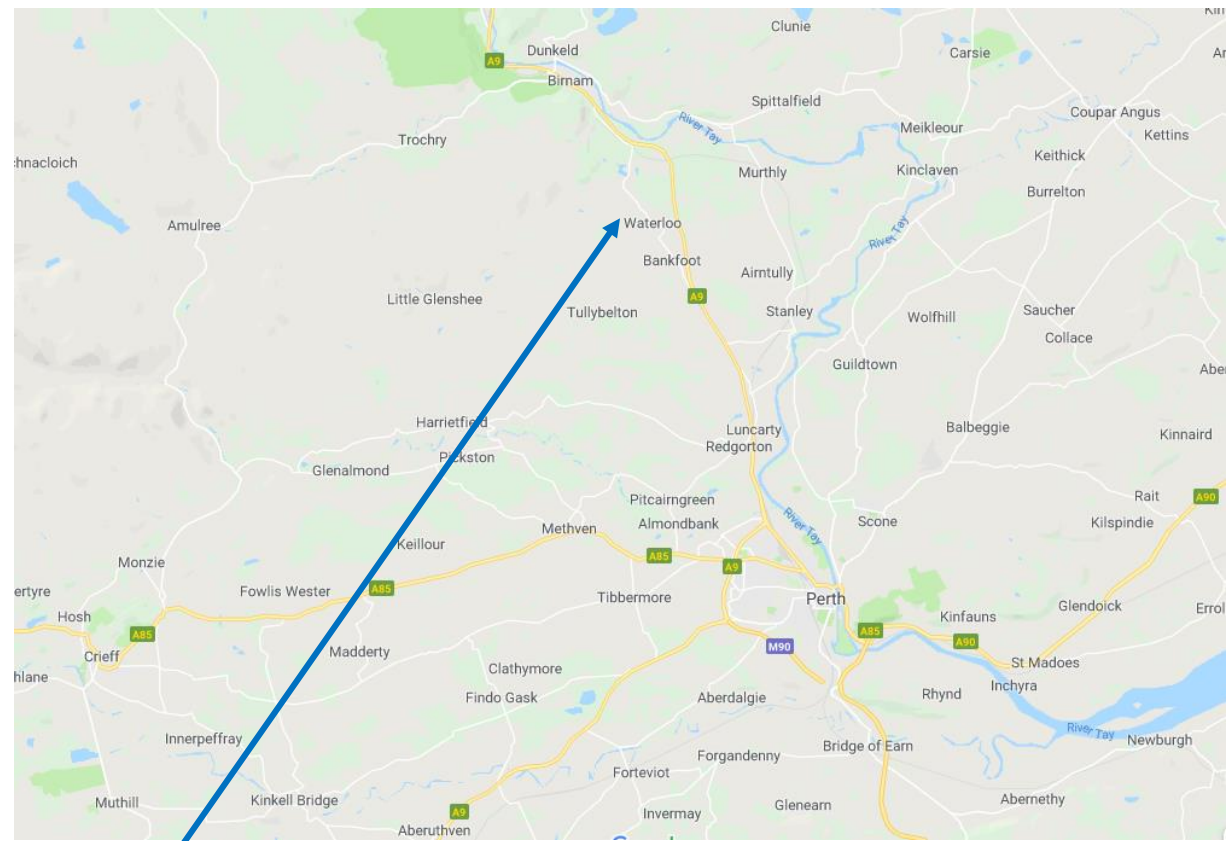 Clunie
Dunkeld
Carsie
A9
Birnam
Spittalfield
Coupar Angus
River Tay
Meikleour
Kettins
Trochry
Keithick
Murthly
Kinclaven
Burrelton
Amulree
Waterloo
River Tay
Bankfoot
Airntully
Little Glenshee
A9
Tullybelton
Stanley
Wolfhill
Saucher
Collace
Guildtown
Harrietfield
Luncarty
Balbeggie
Kinnaird
Redgorton
Pickston
Glenalmond
Pitcairngreen
Rait
A90
Methven
Almondbank
River Tay
Scone
Kilspindie
Keillour
A85
Monzie
A9
Fowlis Wester
A85
Tibbermore
Perth
Glendoick
Errol
Hosh
Kinfauns
A85
A85
A90
M90
Crieff
Madderty
Clathymore
St Madoes
Findo Gask
Aberdalgie
Rhynd
Inchyra
River Tay
Innerpeffray
Newburgh
Bridge of Earn
Forgandenny
Forteviot
Muthill
Kinkell Bridge
Abernethy
Glenearn
A9
Invermay
Aberuthven